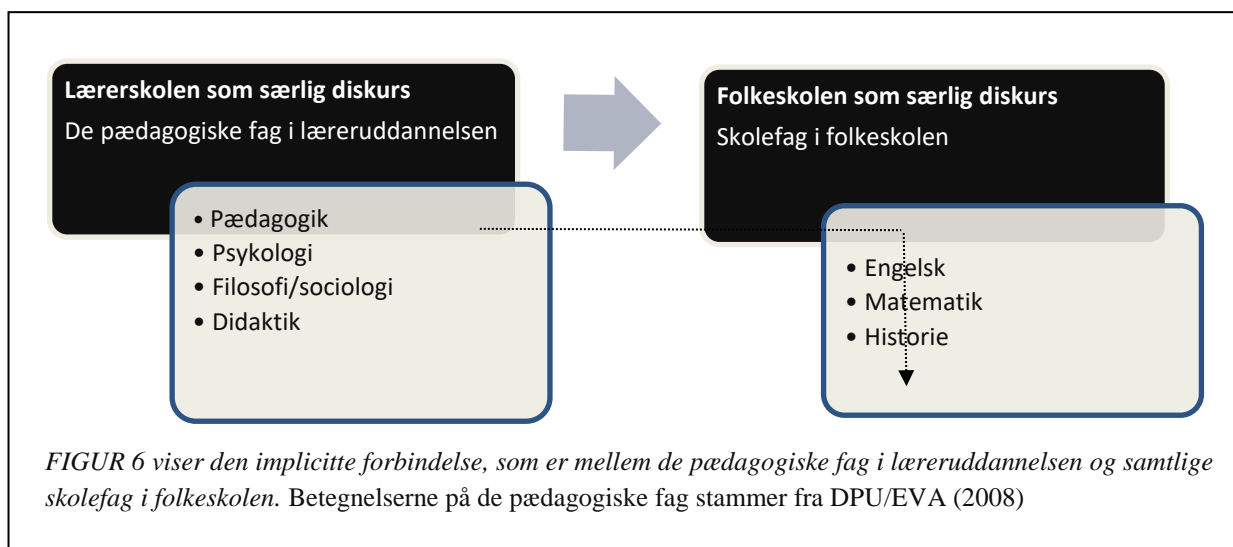 Lærerskolen som særlig diskurs
De pædagogiske fag i læreruddannelsen
• Pædagogik
• Psykologi
• Filosofi/sociologi
• Didaktik
Folkeskolen som særlig diskurs
Skolefag i folkeskolen
• Engelsk
• Matematik
• Historie
FIGUR 6 viser den implicitte forbindelse, som er mellem de pædagogiske fag i læreruddannelsen og samtlige
skolefag i folkeskolen. Betegnelserne på de pædagogiske fag stammer fra DPU/EVA (2008)